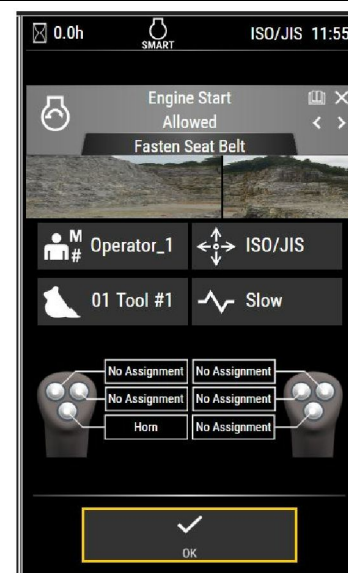 0.0h SMART ISO/JIS 11:55
Engine Start
Allowed
Fasten Seat Belt
M # Operator_1 ISO/JIS
01 Tool #1 Slow
No Assignment No Assignment
No Assignment No Assignment
Horn No Assignment
OK